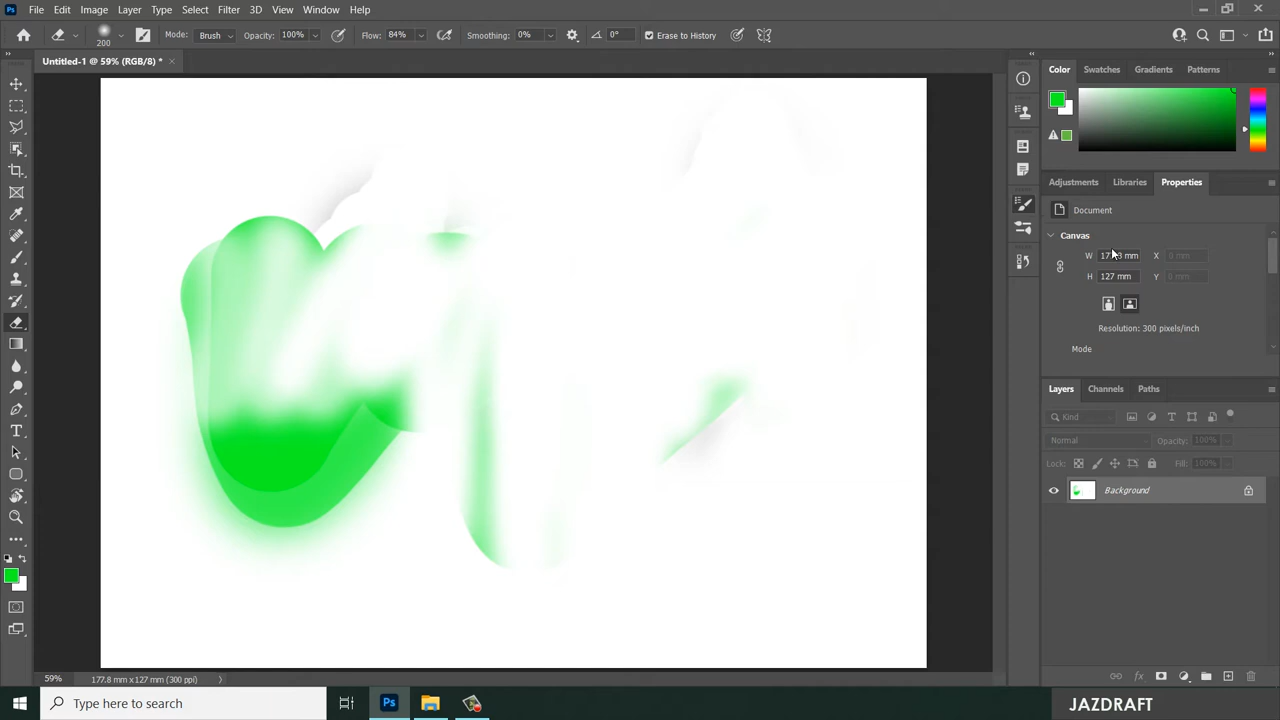 Ps File Edit Image Layer Type Select Filter 3D View Window Help
200 Mode: Brush Opacity: 100% Flow: 84% Smoothing: 0% 0° Erase to History
Untitled-1 @ 59% (RGB/8) *
Color Swatches Gradients Patterns
Adjustments Libraries Properties
Document
Canvas
W mm X 0 mm
H 127 mm Y 0 mm
Resolution: 300 pixels/inch
Mode
Layers Channels Paths
Kind
Normal Opacity: 100%
Lock: Fill: 100%
Background
59% 177.8 mm x 127 mm (300 ppi)
Type here to search Ps
JAZDRAFT